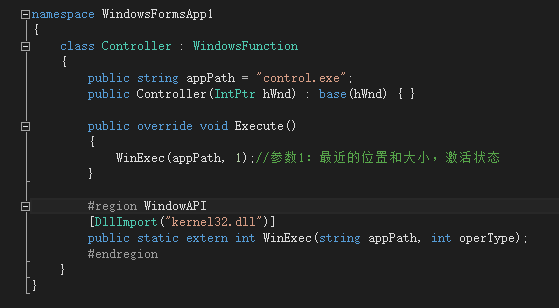 namespace WindowsFormsApp1
{
class Controller : WindowsFunction
{
public string appPath = "control.exe";
public Controller(IntPtr hWnd) : base(hWnd) { }
public override void Execute()
{
WinExec(appPath, 1);//参数1: 最近的位置和大小，激活状态
}
#region WindowAPI
[DllImport("kernel32.dll")]
public static extern int WinExec(string appPath, int operType);
#endregion
}
}